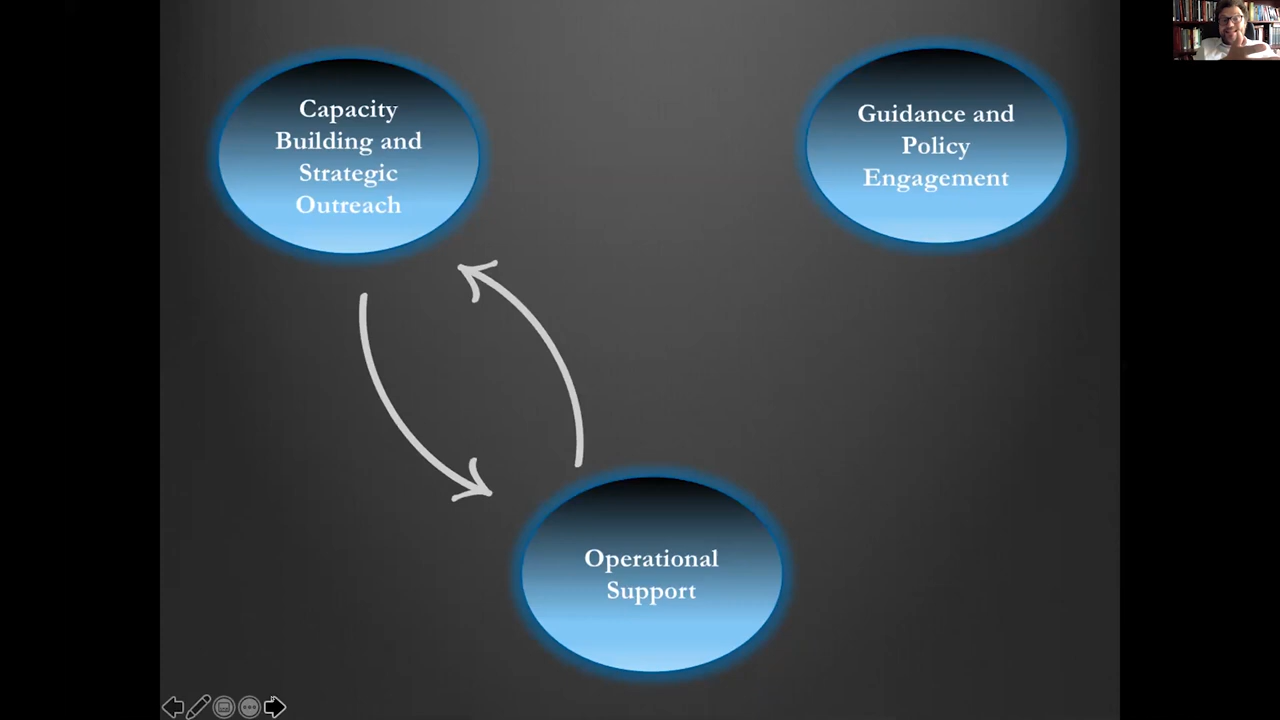 Capacity
Building and
Strategic
Outreach
Guidance and
Policy
Engagement
Operational
Support